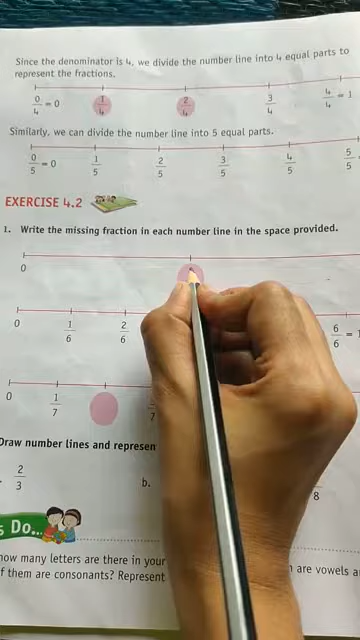 Since the denominator is 4, we divide the number line into 4 equal parts to
represent the fractions.
0/4 = 0 1/4 2/4 3/4 4/4 = 1
Similarly, we can divide the number line into 5 equal parts.
0/5 = 0 1/5 2/5 3/5 4/5 5/5
EXERCISE 4.2
1. Write the missing fraction in each number line in the space provided.
0
0 1/6 2/6 6/6 = 1
0 1/7 7
Draw number lines and represen
2/3 b. 8
s Do...
how many letters are there in your
f them are consonants? Represent
are vowels a